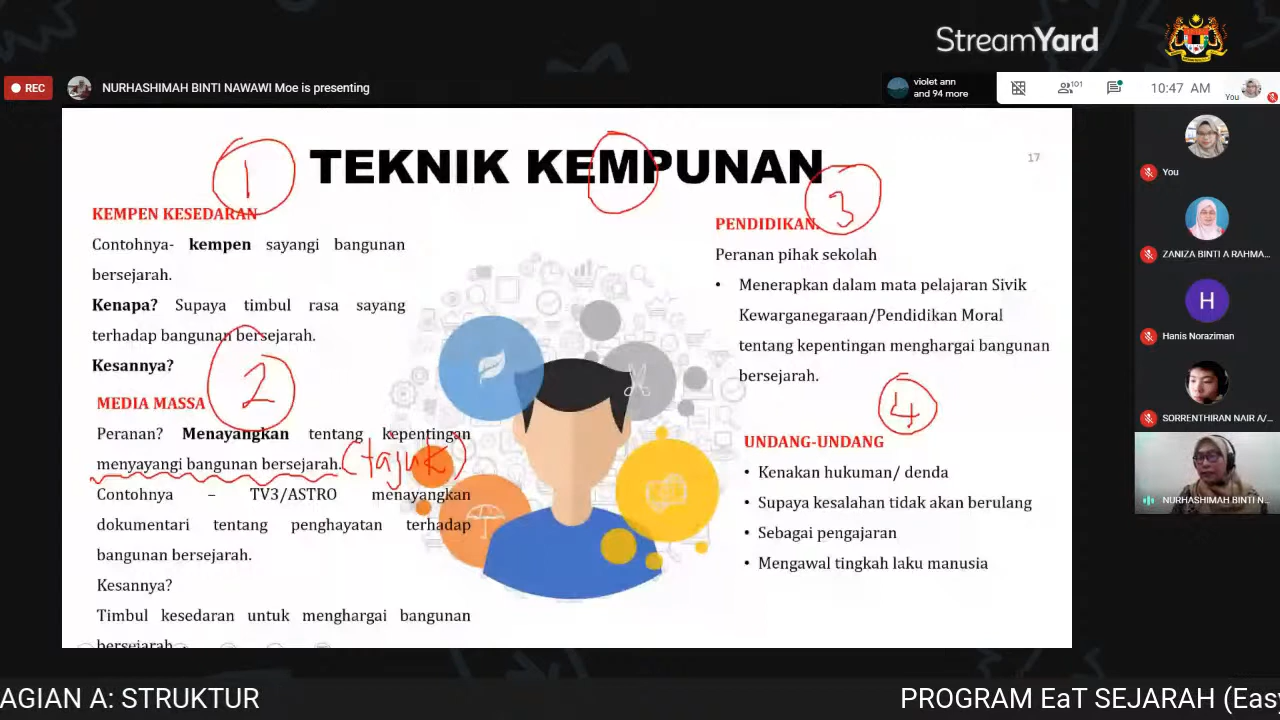 StreamYard
REC
NURHASHIMAH BINTI NAWAWI Moe is presenting
violet ann
and 94 more
101
10:47 AM
You
17
TEKNIK KEMPUNAN
1
KEMPEN KESEDARAN
Contohnya- kempen sayangi bangunan
bersejarah.
Kenapa? Supaya timbul rasa sayang
terhadap bangunan bersejarah.
Kesannya?
2
MEDIA MASSA
Peranan? Menayangkan tentang kepentingan
menyayangi bangunan bersejarah. (tajuk)
Contohnya – TV3/ASTRO menayangkan
dokumentari tentang penghayatan terhadap
bangunan bersejarah.
Kesannya?
Timbul kesedaran untuk menghargai bangunan
bersejarah.
3
PENDIDIKAN.
Peranan pihak sekolah
• Menerapkan dalam mata pelajaran Sivik
Kewarganegaraan/Pendidikan Moral
tentang kepentingan menghargai bangunan
bersejarah.
4
UNDANG-UNDANG
• Kenakan hukuman/ denda
• Supaya kesalahan tidak akan berulang
• Sebagai pengajaran
• Mengawal tingkah laku manusia
You
ZANIZA BINTI A RAHMA...
H
Hanis Noraziman
SORRENTHIRAN NAIR A/...
NURHASHIMAH BINTI N...
AGIAN A: STRUKTUR
PROGRAM EaT SEJARAH (Easy